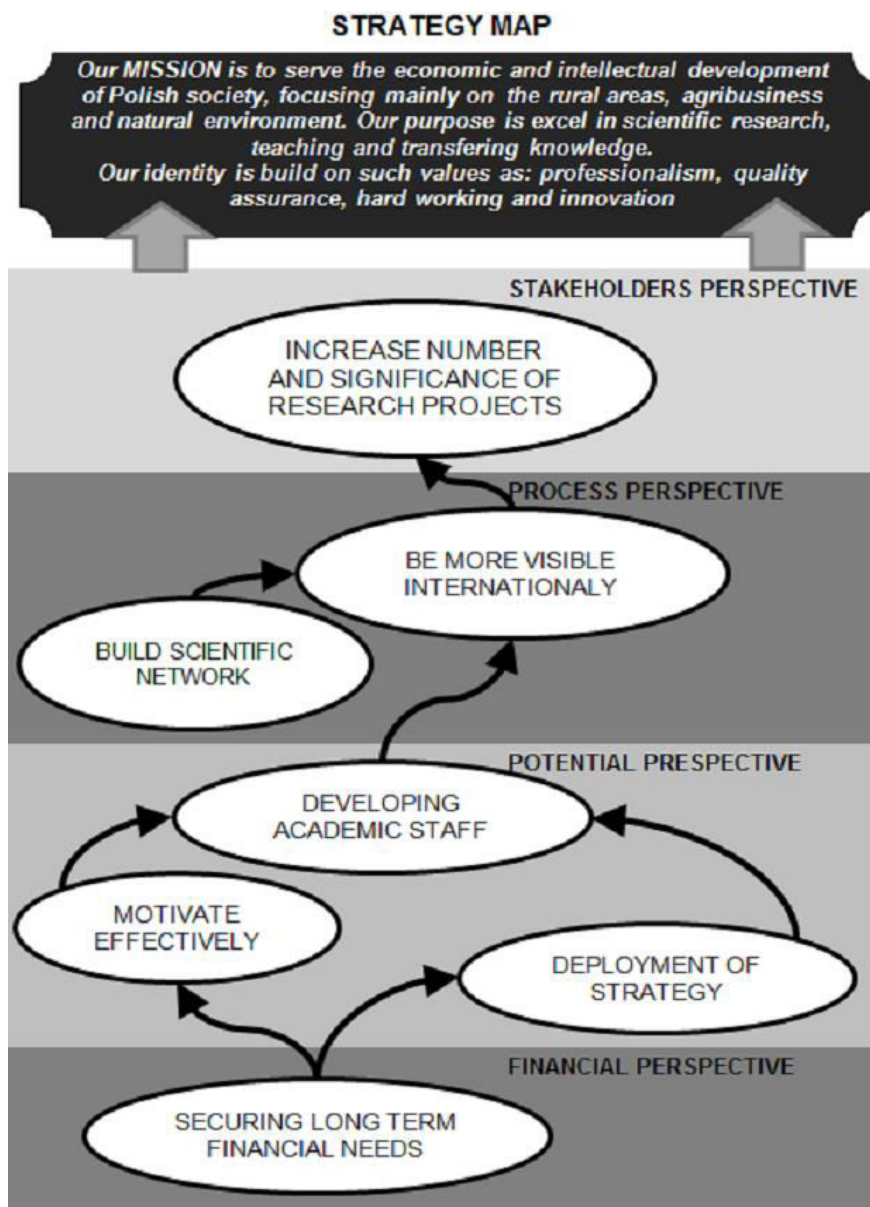 STRATEGY MAP
Our MISSION is to serve the economic and intellectual development
of Polish society, focusing mainly on the rural areas, agribusiness
and natural environment. Our purpose is excel in scientific research,
teaching and transfering knowledge.
Our identity is build on such values as: professionalism, quality
assurance, hard working and innovation
STAKEHOLDERS PERSPECTIVE
INCREASE NUMBER
AND SIGNIFICANCE OF
RESEARCH PROJECTS
PROCESS PERSPECTIVE
BE MORE VISIBLE
INTERNATIONALY
BUILD SCIENTIFIC
NETWORK
POTENTIAL PRESPECTIVE
DEVELOPING
ACADEMIC STAFF
MOTIVATE
EFFECTIVELY
DEPLOYMENT OF
STRATEGY
FINANCIAL PERSPECTIVE
SECURING LONG TERM
FINANCIAL NEEDS